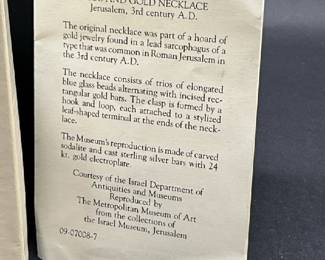 AND GOLD NECKLACE
Jerusalem, 3rd century A.D.
The original necklace was part of a hoard of
gold jewelry found in a lead sarcophagus of a
type that was common in Roman Jerusalem in
the 3rd century A.D.
The necklace consists of trios of elongated
blue glass beads alternating with incised rec-
tangular gold bars. The clasp is formed by a
hook and loop, each attached to a stylized
leaf-shaped terminal at the ends of the neck-
lace.
The Museum's reproduction is made of carved
sodalite and cast sterling silver bars with 24
kt. gold electroplate.
Courtesy of the Israel Department of
Antiquities and Museums
Reproduced by
The Metropolitan Museum of Art
from the collections of
the Israel Museum, Jerusalem
09-07008-7